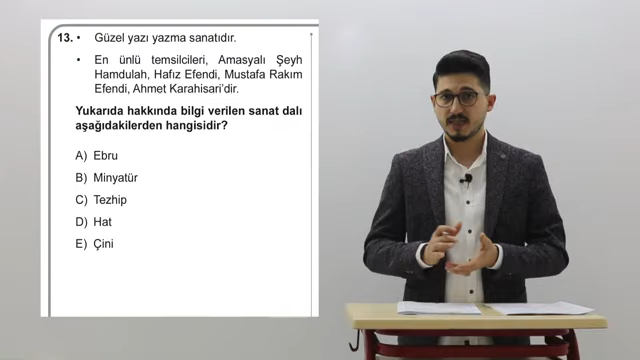 13. • Güzel yazı yazma sanatıdır.
• En ünlü temsilcileri, Amasyalı Şeyh
Hamdulah, Hafız Efendi, Mustafa Rakım
Efendi, Ahmet Karahisari'dir.
Yukarıda hakkında bilgi verilen sanat dalı
aşağıdakilerden hangisidir?
A) Ebru
B) Minyatür
C) Tezhip
D) Hat
E) Çini